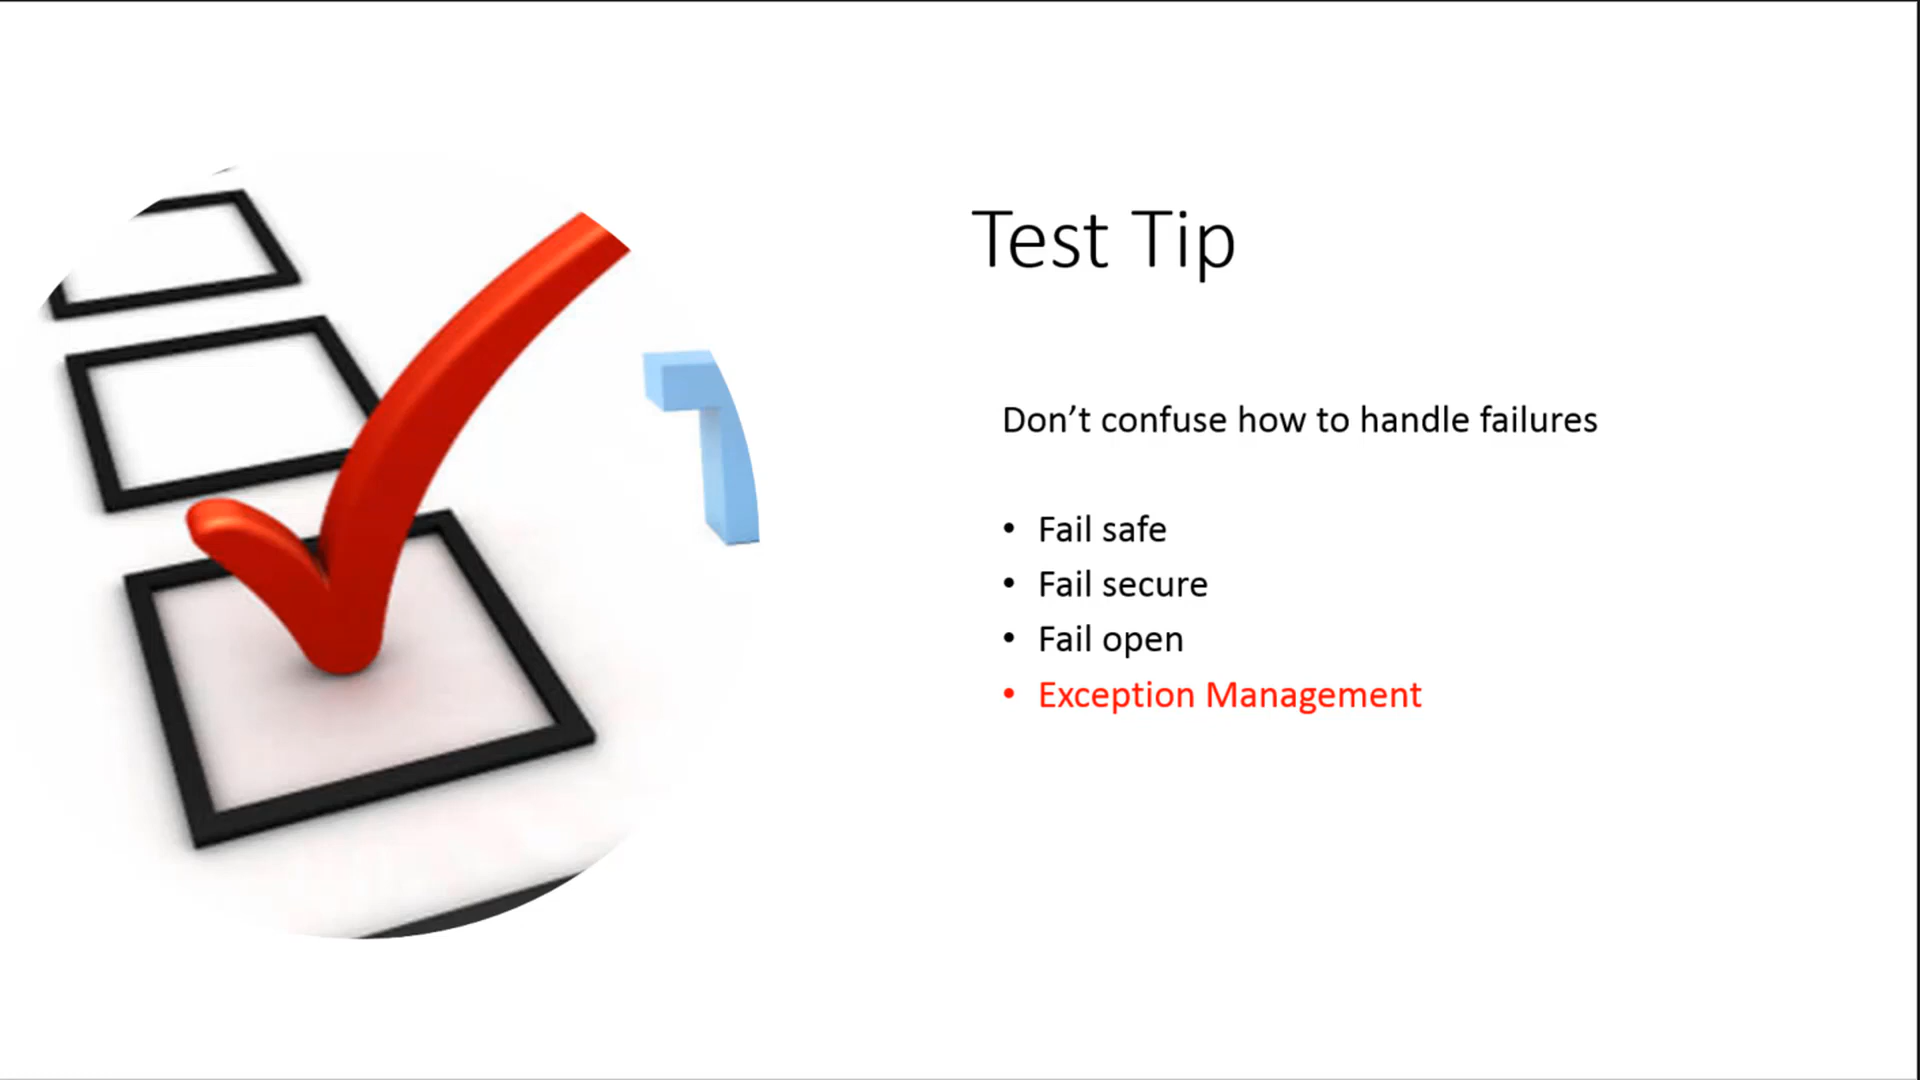 Test Tip
Don’t confuse how to handle failures
• Fail safe
• Fail secure
• Fail open
• Exception Management